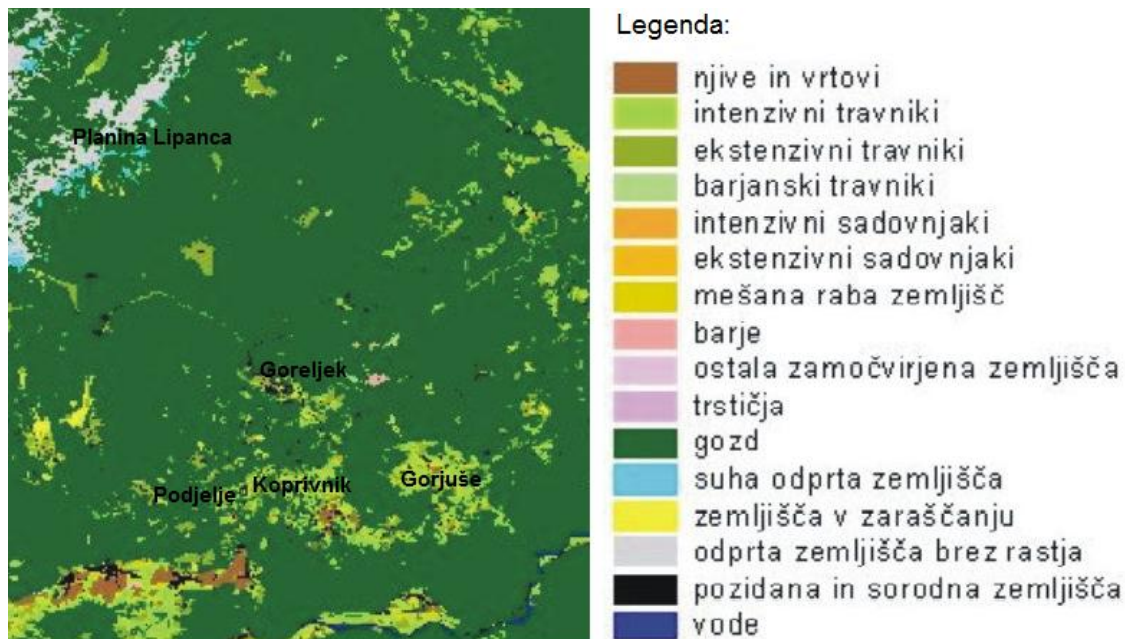 Planina Lipanca
Goreljek
Podjelje
Koprivnik
Gorjuše
Legenda:
njive in vrtovi
intenzivni travniki
ekstenzivni travniki
barjanski travniki
intenzivni sadovnjaki
ekstenzivni sadovnjaki
mešana raba zemljišč
barje
ostala zamočvirjena zemljišča
trstičja
gozd
suha odprta zemljišča
zemljišča v zaraščanju
odprta zemljišča brez rastja
pozidana in sorodna zemljišča
vode